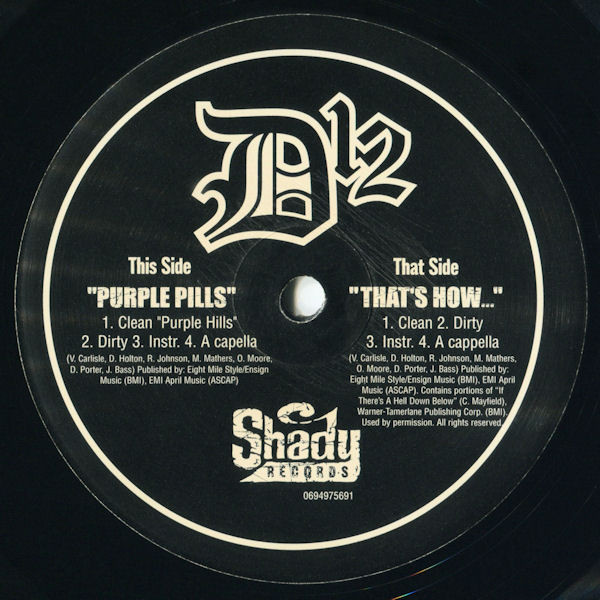 D12
This Side
"PURPLE PILLS"
1. Clean "Purple Hills"
2. Dirty 3. Instr. 4. A capella
(V. Carlisle, D. Holton, R. Johnson, M. Mathers, O. Moore,
D. Porter, J. Bass) Published by: Eight Mile Style/Ensign
Music (BMI), EMI April Music (ASCAP)
That Side
"THAT'S HOW..."
1. Clean 2. Dirty
3. Instr. 4. A cappella
(V. Carlisle, D. Holton, R. Johnson, M. Mathers,
O. Moore, D. Porter, J. Bass) Published by:
Eight Mile Style/Ensign Music (BMI), EMI April
Music (ASCAP). Contains portions of "If
There's A Hell Down Below" (C. Mayfield),
Warner-Tamerlane Publishing Corp. (BMI).
Used by permission. All rights reserved.
Shady
RECORDS
0694975691